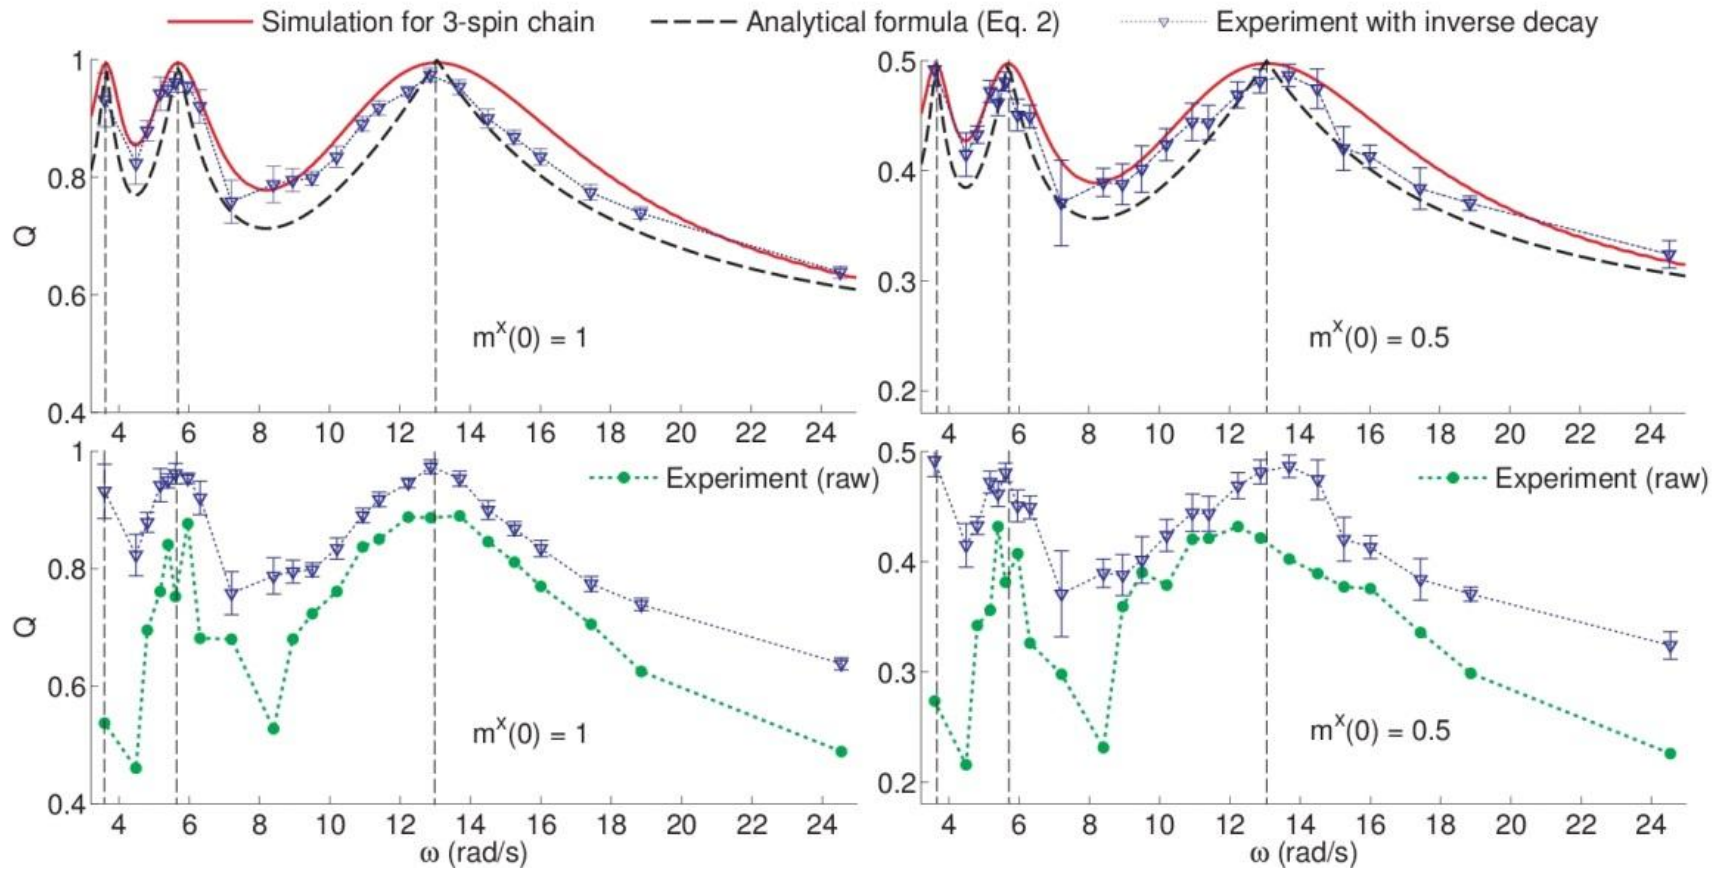 Simulation for 3-spin chain Analytical formula (Eq. 2) Experiment with inverse decay
1
0.8
0.6
0.4
Q
m^x(0) = 1
4 6 8 10 12 14 16 18 20 22 24
0.5
0.4
0.3
0.2
m^x(0) = 0.5
4 6 8 10 12 14 16 18 20 22 24
1
0.8
0.6
0.4
Q
Experiment (raw)
m^x(0) = 1
4 6 8 10 12 14 16 18 20 22 24
ω (rad/s)
0.5
0.4
0.3
0.2
Experiment (raw)
m^x(0) = 0.5
4 6 8 10 12 14 16 18 20 22 24
ω (rad/s)